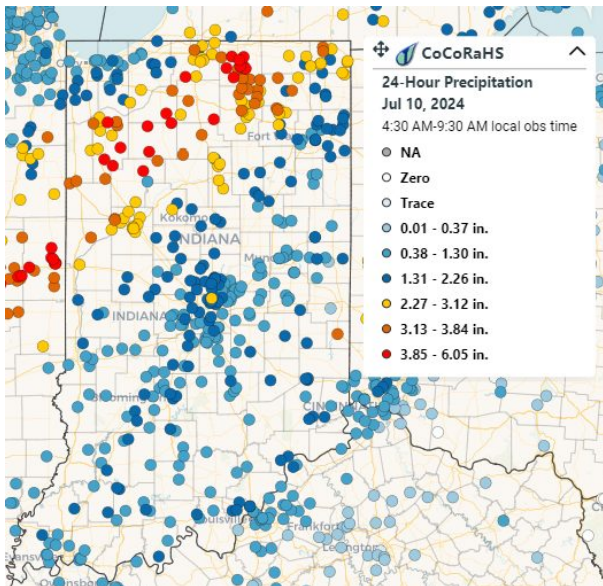 CoCoRaHS
24-Hour Precipitation
Jul 10, 2024
4:30 AM-9:30 AM local obs time
NA
Zero
Trace
0.01 - 0.37 in.
0.38 - 1.30 in.
1.31 - 2.26 in.
2.27 - 3.12 in.
3.13 - 3.84 in.
3.85 - 6.05 in.
Fort
Kokomo
INDIANA
Mun
INDIANA
CINCINNATI
Louisville
Frankfort
Lexington